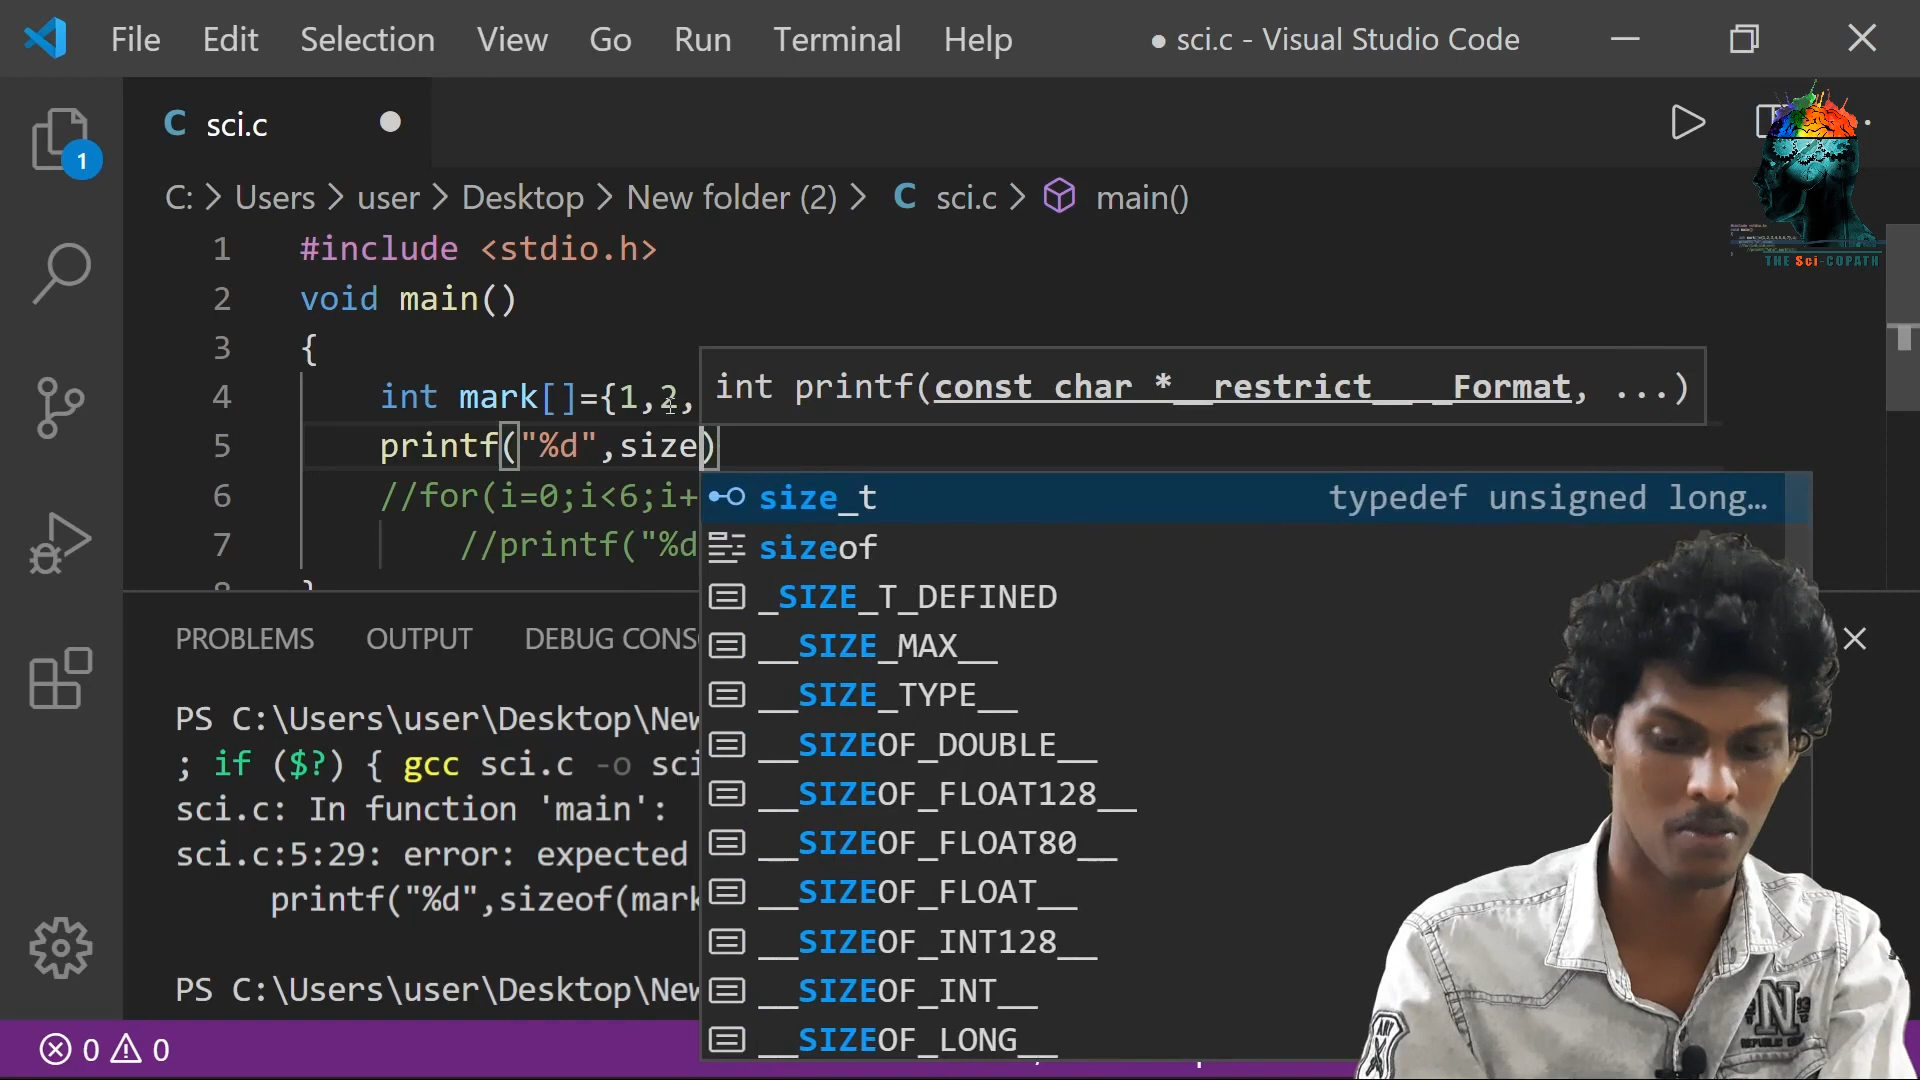 File Edit Selection View Go Run Terminal Help ● sci.c - Visual Studio Code
C sci.c
1
C: > Users > user > Desktop > New folder (2) > C sci.c > main()
THE Sci-COPATH
1 #include <stdio.h>
2 void main()
3 {
4 int mark[]={1,2,
int printf(const char *__restrict__ _Format, ...)
5 printf("%d",size)
6 //for(i=0;i<6;i+
7 //printf("%d
8 }
size_t typedef unsigned long…
sizeof
_SIZE_T_DEFINED
__SIZE_MAX__
__SIZE_TYPE__
__SIZEOF_DOUBLE__
__SIZEOF_FLOAT128__
__SIZEOF_FLOAT80__
__SIZEOF_FLOAT__
__SIZEOF_INT128__
__SIZEOF_INT__
__SIZEOF_LONG__
PROBLEMS OUTPUT DEBUG CONS
PS C:\Users\user\Desktop\New
; if ($?) { gcc sci.c -o sci
sci.c: In function 'main':
sci.c:5:29: error: expected
printf("%d",sizeof(mark
PS C:\Users\user\Desktop\New
0 0
N